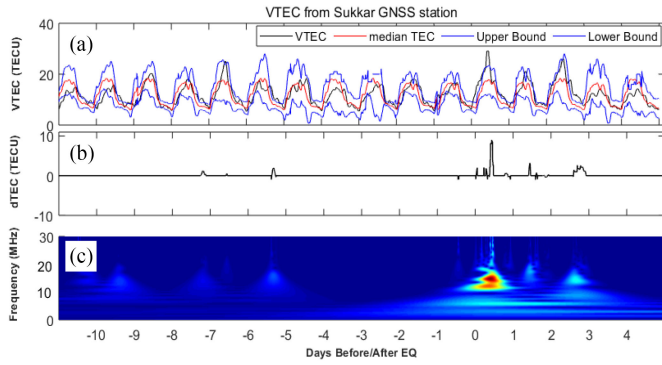 VTEC from Sukkar GNSS station
(a)
VTEC median TEC Upper Bound Lower Bound
VTEC (TECU)
40
20
0
(b)
dTEC (TECU)
10
0
-10
(c)
Frequency (MHz)
30
20
10
0
-10 -9 -8 -7 -6 -5 -4 -3 -2 -1 0 1 2 3 4
Days Before/After EQ